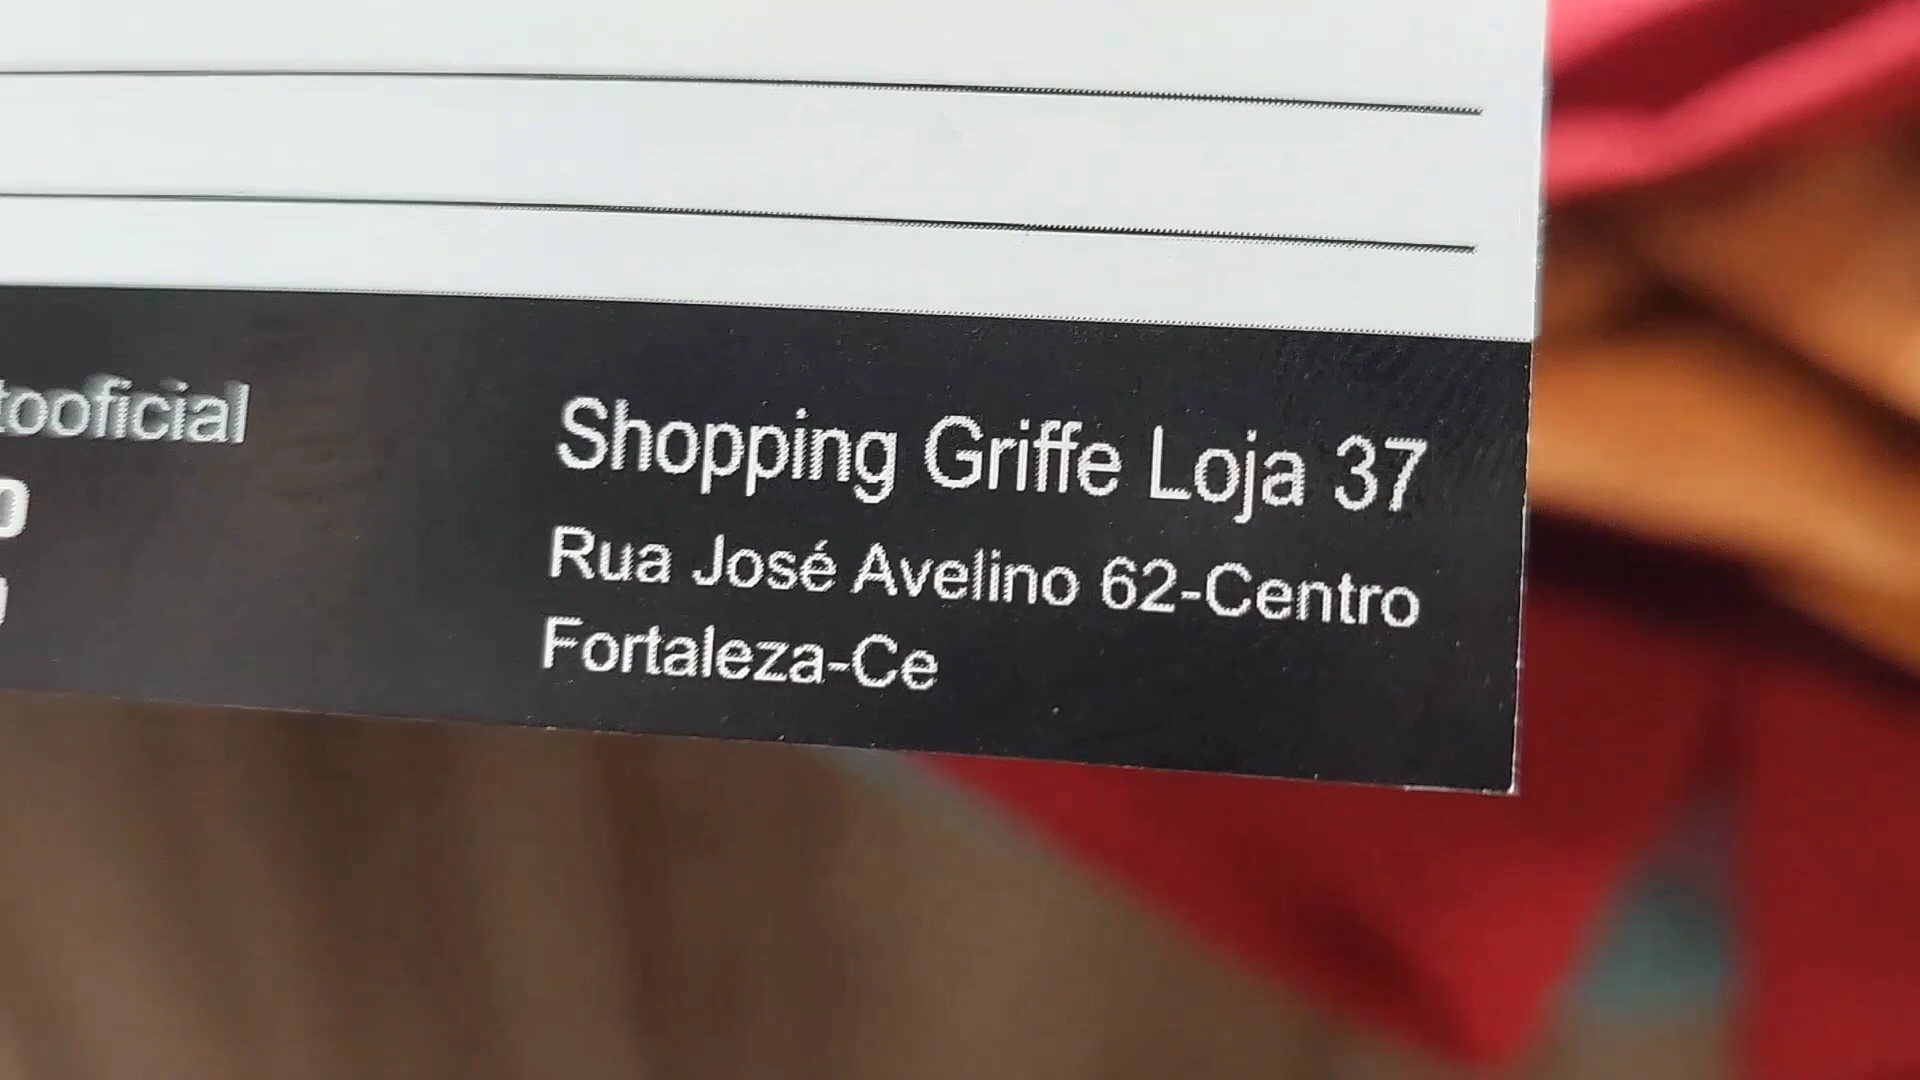 tooficial
Shopping Griffe Loja 37
Rua José Avelino 62-Centro
Fortaleza-Ce